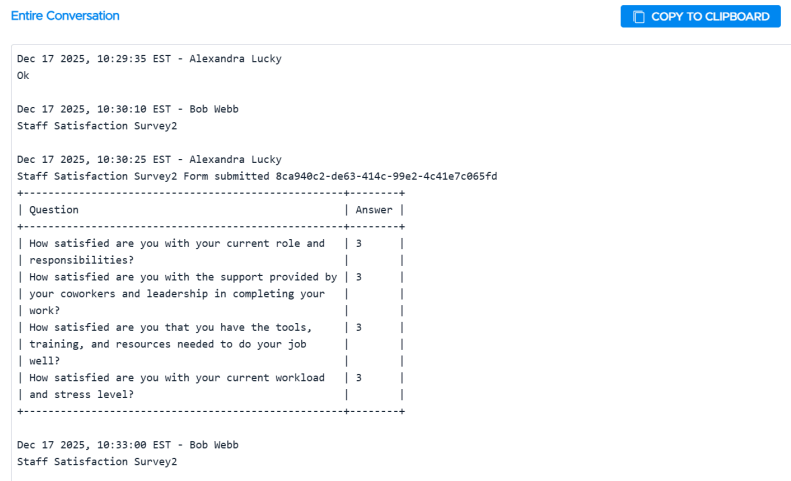 Entire Conversation
COPY TO CLIPBOARD
Dec 17 2025, 10:29:35 EST - Alexandra Lucky
Ok
Dec 17 2025, 10:30:10 EST - Bob Webb
Staff Satisfaction Survey2
Dec 17 2025, 10:30:25 EST - Alexandra Lucky
Staff Satisfaction Survey2 Form submitted 8ca940c2-de63-414c-99e2-4c41e7c065fd
+-------------------------------------------------+--------+
| Question | Answer |
+-------------------------------------------------+--------+
| How satisfied are you with your current role and | 3 |
| responsibilities? | |
| How satisfied are you with the support provided by | 3 |
| your coworkers and leadership in completing your | |
| work? | |
| How satisfied are you that you have the tools, | 3 |
| training, and resources needed to do your job | |
| well? | |
| How satisfied are you with your current workload | 3 |
| and stress level? | |
+-------------------------------------------------+--------+
Dec 17 2025, 10:33:00 EST - Bob Webb
Staff Satisfaction Survey2